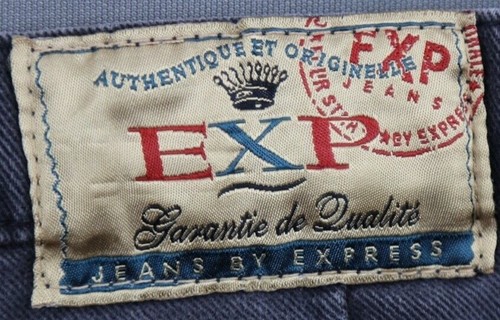 AUTHENTIQUE ET ORIGINELLE
EXP
JEANS
BY EXPRESS
EXP
Garantie de Qualité
JEANS BY EXPRESS